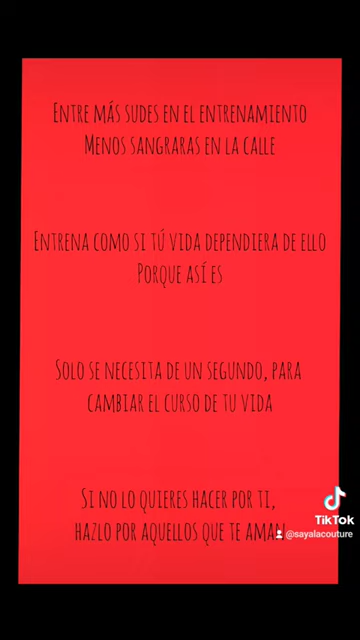 Entre más sudes en el entrenamiento
Menos sangraras en la calle
Entrena como si tú vida dependiera de ello
Porque así es
Solo se necesita de un segundo, para
cambiar el curso de tu vida
Si no lo quieres hacer por ti,
hazlo por aquellos que te aman
TikTok
@sayalacouture